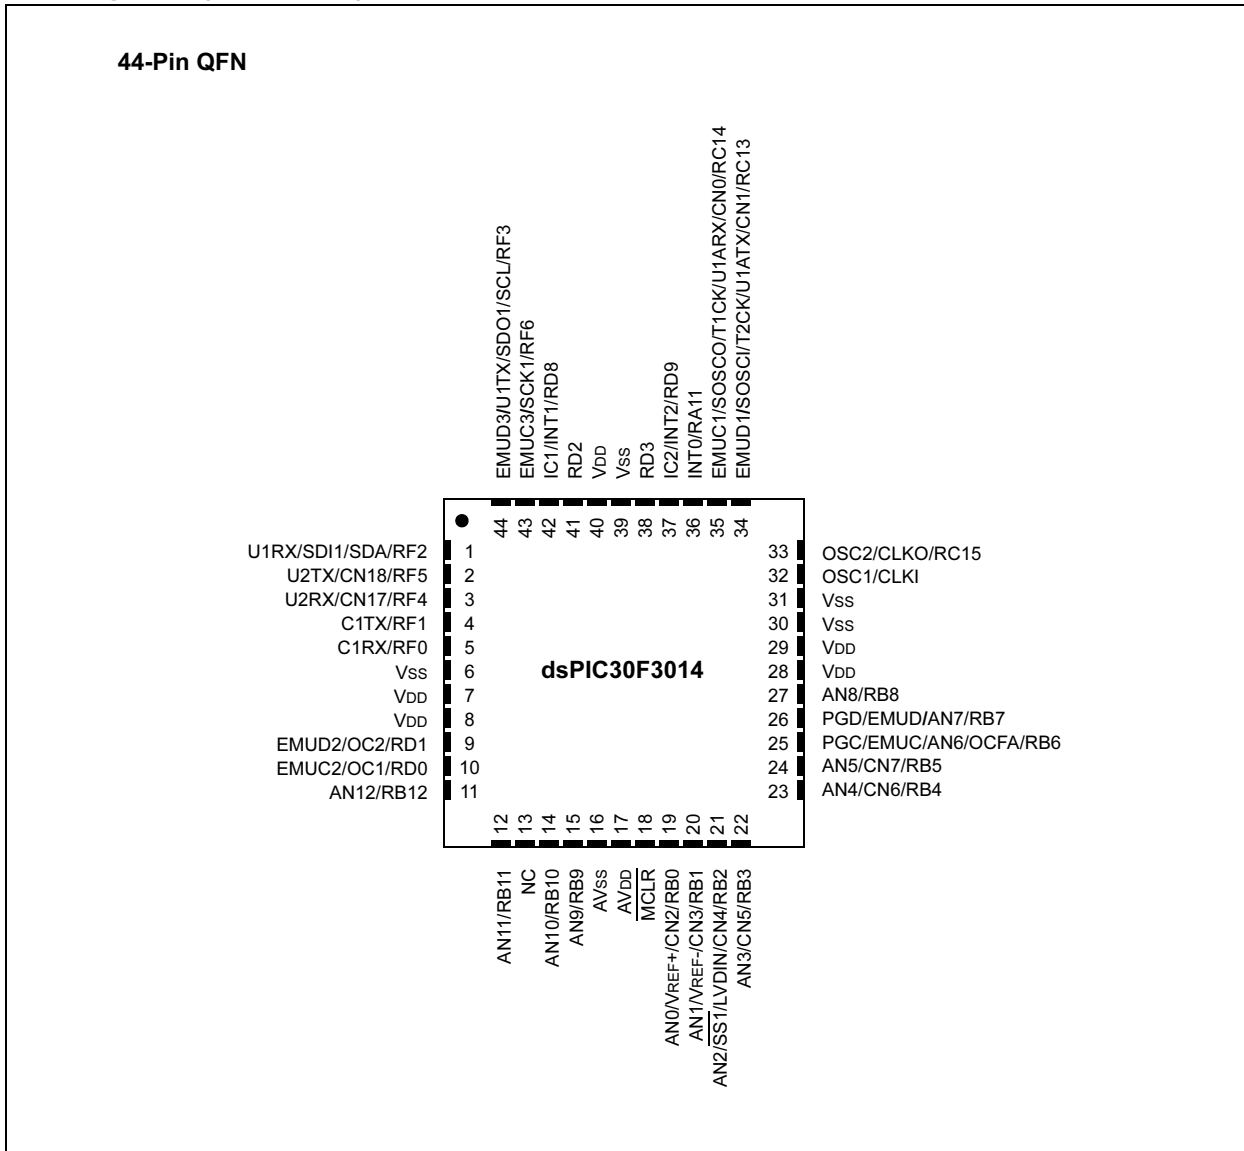 44-Pin QFN
EMUD3/U1TX/SDO1/SCL/RF3
EMUC3/SCK1/RF6
IC1/INT1/RD8
RD2
VDD
VSS
RD3
IC2/INT2/RD9
INT0/RA11
EMUC1/SOSCO/T1CK/U1ARX/CN0/RC14
EMUD1/SOSCI/T2CK/U1ATX/CN1/RC13
44 43 42 41 40 39 38 37 36 35 34
U1RX/SDI1/SDA/RF2 1
U2TX/CN18/RF5 2
U2RX/CN17/RF4 3
C1TX/RF1 4
C1RX/RF0 5
VSS 6
VDD 7
VDD 8
EMUD2/OC2/RD1 9
EMUC2/OC1/RD0 10
AN12/RB12 11
dsPIC30F3014
33 OSC2/CLKO/RC15
32 OSC1/CLKI
31 VSS
30 VSS
29 VDD
28 VDD
27 AN8/RB8
26 PGD/EMUD/AN7/RB7
25 PGC/EMUC/AN6/OCFA/RB6
24 AN5/CN7/RB5
23 AN4/CN6/RB4
12 13 14 15 16 17 18 19 20 21 22
AN11/RB11
NC
AN10/RB10
AN9/RB9
AVSS
AVDD
MCLR
AN0/VREF+/CN2/RB0
AN1/VREF-/CN3/RB1
AN2/SS1/LVDIN/CN4/RB2
AN3/CN5/RB3